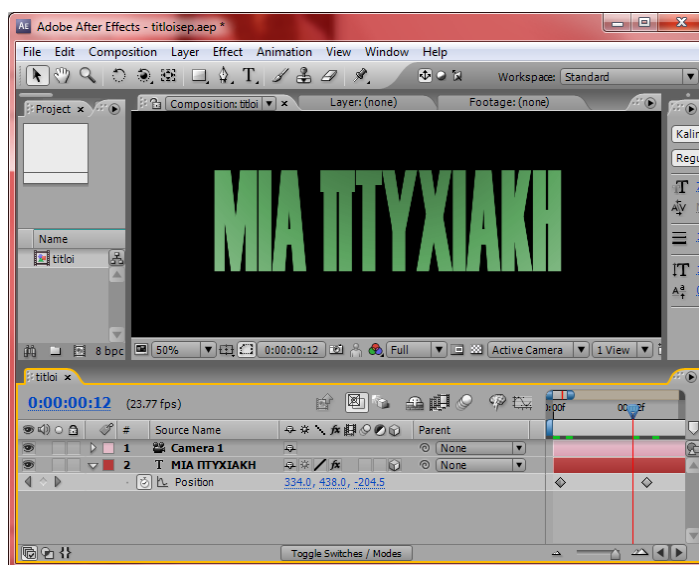 Adobe After Effects - titloisep.aep *
File Edit Composition Layer Effect Animation View Window Help
Workspace: Standard
Project
Composition: titloi
Layer: (none)
Footage: (none)
ΜΙΑ ΠΤΥΧΙΑΚΗ
Name
titloi
8 bpc
50%
0:00:00:12
Full
Active Camera
1 View
titloi
0:00:00:12 (23.77 fps)
# Source Name Parent
1 Camera 1 None
2 T ΜΙΑ ΠΤΥΧΙΑΚΗ None
Position 334.0, 438.0, -204.5
Toggle Switches / Modes